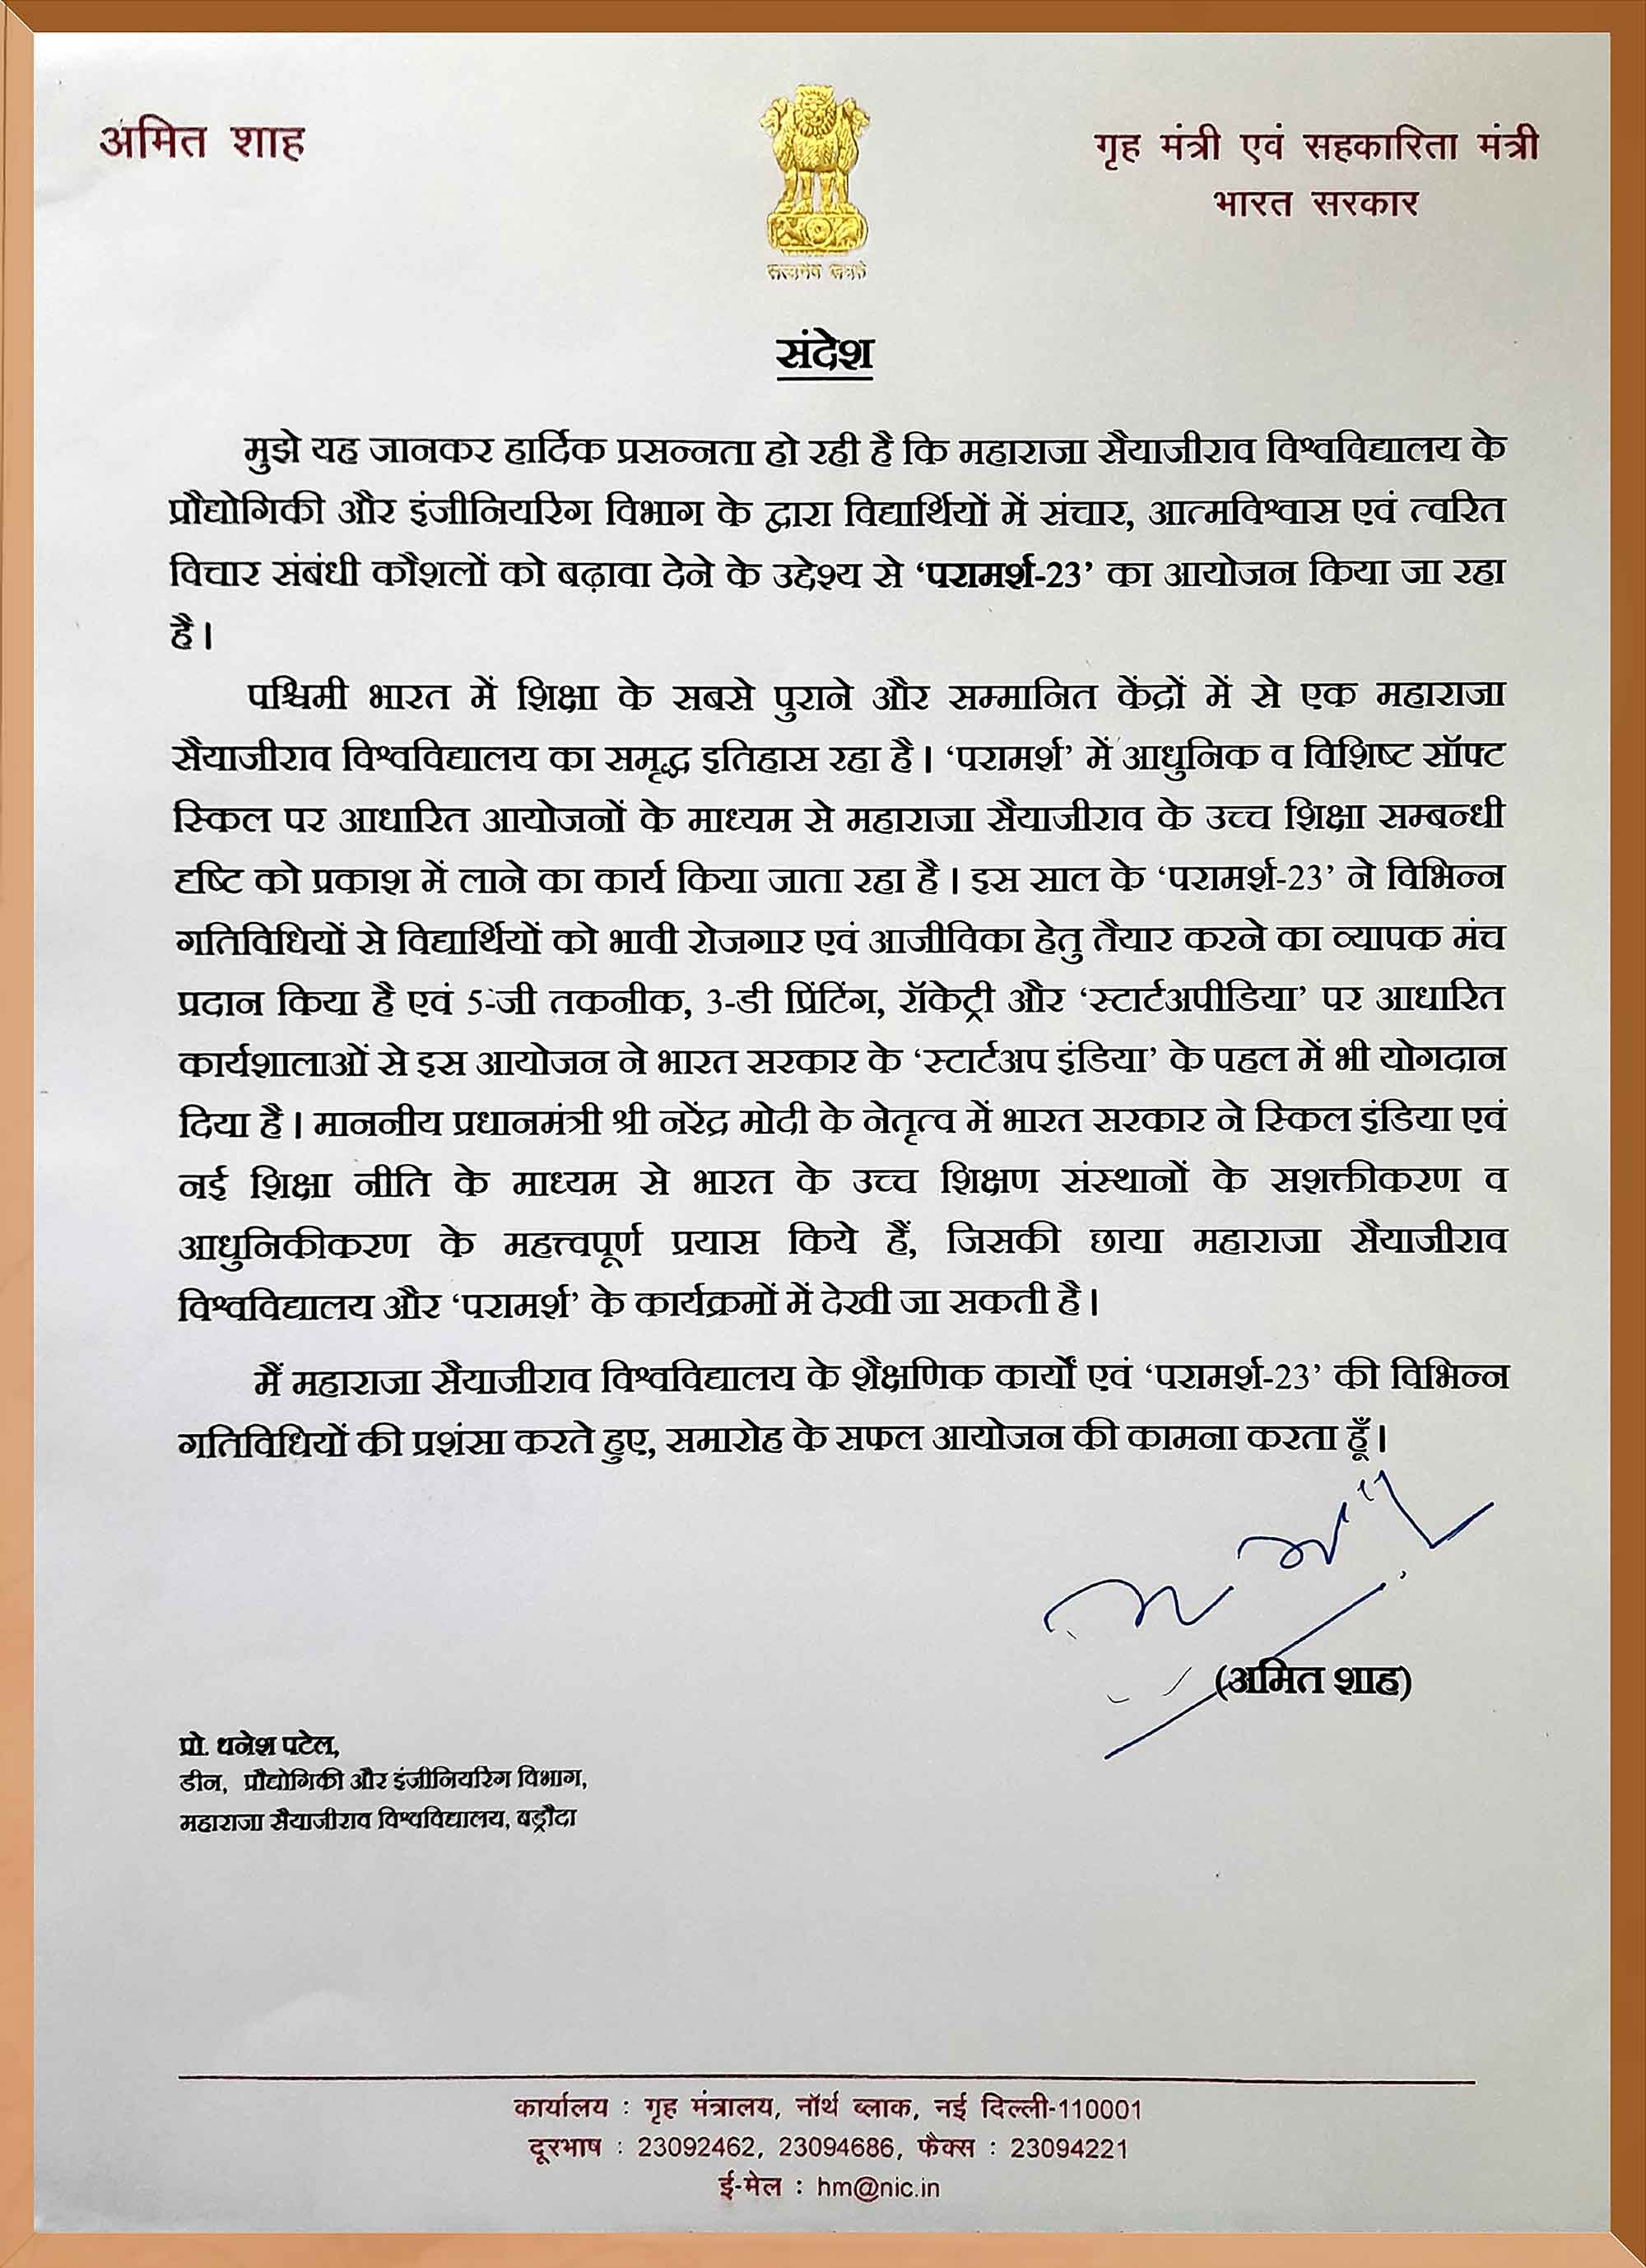 अमित शाह
गृह मंत्री एवं सहकारिता मंत्री
भारत सरकार
सत्यमेव जयते
संदेश
मुझे यह जानकर हार्दिक प्रसन्नता हो रही है कि महाराजा सैयाजीराव विश्वविद्यालय के
प्रौद्योगिकी और इंजीनियरिंग विभाग के द्वारा विद्यार्थियों में संचार, आत्मविश्वास एवं त्वरित
विचार संबंधी कौशलों को बढ़ावा देने के उद्देश्य से ‘परामर्श-23’ का आयोजन किया जा रहा
है।
पश्चिमी भारत में शिक्षा के सबसे पुराने और सम्मानित केंद्रों में से एक महाराजा
सैयाजीराव विश्वविद्यालय का समृद्ध इतिहास रहा है। ‘परामर्श’ में आधुनिक व विशिष्ट सॉफ्ट
स्किल पर आधारित आयोजनों के माध्यम से महाराजा सैयाजीराव के उच्च शिक्षा सम्बन्धी
दृष्टि को प्रकाश में लाने का कार्य किया जाता रहा है। इस साल के ‘परामर्श-23’ ने विभिन्न
गतिविधियों से विद्यार्थियों को भावी रोजगार एवं आजीविका हेतु तैयार करने का व्यापक मंच
प्रदान किया है एवं 5-जी तकनीक, 3-डी प्रिंटिंग, रॉकेट्री और ‘स्टार्टअपीडिया’ पर आधारित
कार्यशालाओं से इस आयोजन ने भारत सरकार के ‘स्टार्टअप इंडिया’ के पहल में भी योगदान
दिया है। माननीय प्रधानमंत्री श्री नरेंद्र मोदी के नेतृत्व में भारत सरकार ने स्किल इंडिया एवं
नई शिक्षा नीति के माध्यम से भारत के उच्च शिक्षण संस्थानों के सशक्तीकरण व
आधुनिकीकरण के महत्त्वपूर्ण प्रयास किये हैं, जिसकी छाया महाराजा सैयाजीराव
विश्वविद्यालय और ‘परामर्श’ के कार्यक्रमों में देखी जा सकती है।
मैं महाराजा सैयाजीराव विश्वविद्यालय के शैक्षणिक कार्यों एवं ‘परामर्श-23’ की विभिन्न
गतिविधियों की प्रशंसा करते हुए, समारोह के सफल आयोजन की कामना करता हूँ।
(अमित शाह)
प्रो. धनेश पटेल,
डीन, प्रौद्योगिकी और इंजीनियरिंग विभाग,
महाराजा सैयाजीराव विश्वविद्यालय, बड़ौदा
कार्यालय : गृह मंत्रालय, नॉर्थ ब्लाक, नई दिल्ली-110001
दूरभाष : 23092462, 23094686, फैक्स : 23094221
ई-मेल : hm@nic.in